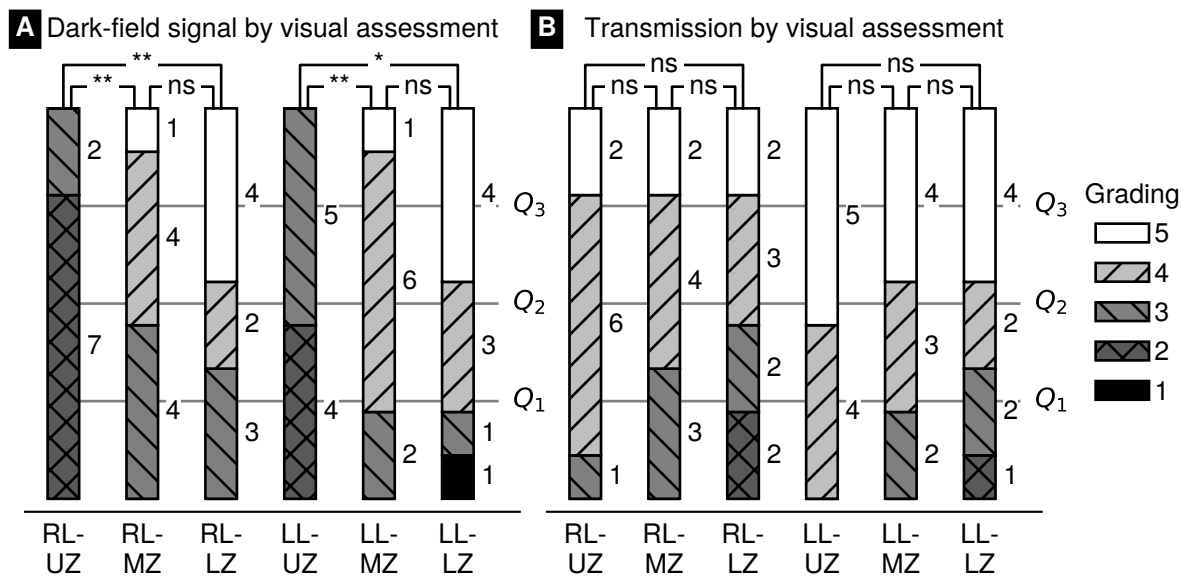 A Dark-field signal by visual assessment
** ** ns * ** ns
2 7
1 4 4
4 2 3
5 4
1 6 2
4 3 1 1
RL-UZ
RL-MZ
RL-LZ
LL-UZ
LL-MZ
LL-LZ
Q3
Q2
Q1
B Transmission by visual assessment
ns ns ns ns ns ns
2 6 1
2 4 3
2 3 2 2
5 4
4 3 2
4 2 2 1
RL-UZ
RL-MZ
RL-LZ
LL-UZ
LL-MZ
LL-LZ
Q3
Q2
Q1
Grading
5
4
3
2
1